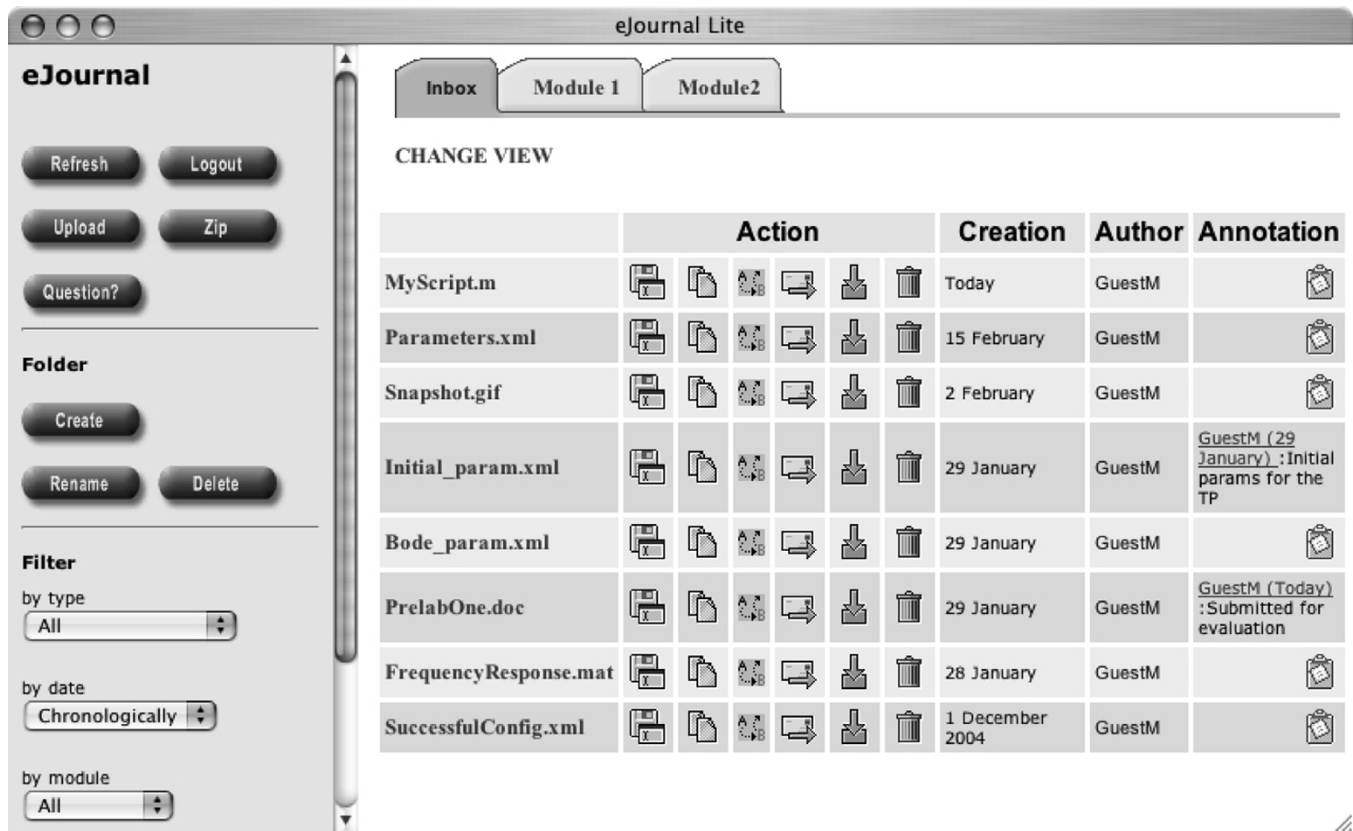 eJournal Lite
eJournal
Refresh Logout
Upload Zip
Question?
Folder
Create
Rename Delete
Filter
by type
All
by date
Chronologically
by module
All
Inbox Module 1 Module2
CHANGE VIEW
Action Creation Author Annotation
MyScript.m Today GuestM
Parameters.xml 15 February GuestM
Snapshot.gif 2 February GuestM
Initial_param.xml 29 January GuestM
GuestM (29
January) :Initial
params for the
TP
Bode_param.xml 29 January GuestM
PrelabOne.doc 29 January GuestM
GuestM (Today)
:Submitted for
evaluation
FrequencyResponse.mat 28 January GuestM
SuccessfulConfig.xml 1 December
2004 GuestM